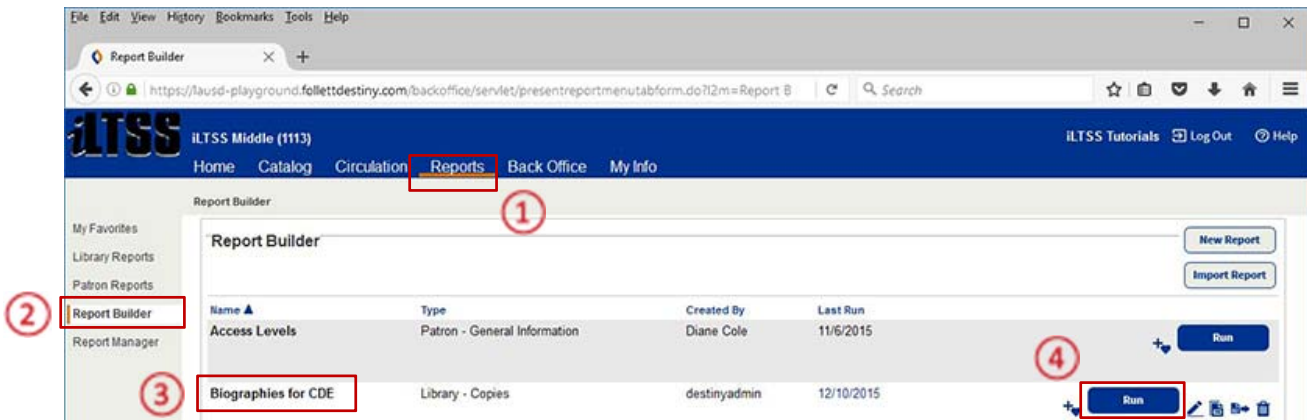 File Edit View History Bookmarks Tools Help
Report Builder
https://lausd-playground.follettdestiny.com/backoffice/servlet/presentreportmenutabform.do?l2m=Report B
Search
iLTSS
iLTSS Middle (1113)
iLTSS Tutorials Log Out Help
Home Catalog Circulation Reports Back Office My Info
1
Report Builder
My Favorites
Library Reports
Patron Reports
2 Report Builder
Report Manager
Report Builder
New Report
Import Report
Name Type Created By Last Run
Access Levels Patron - General Information Diane Cole 11/6/2015 Run
4
3 Biographies for CDE Library - Copies destinyadmin 12/10/2015 Run